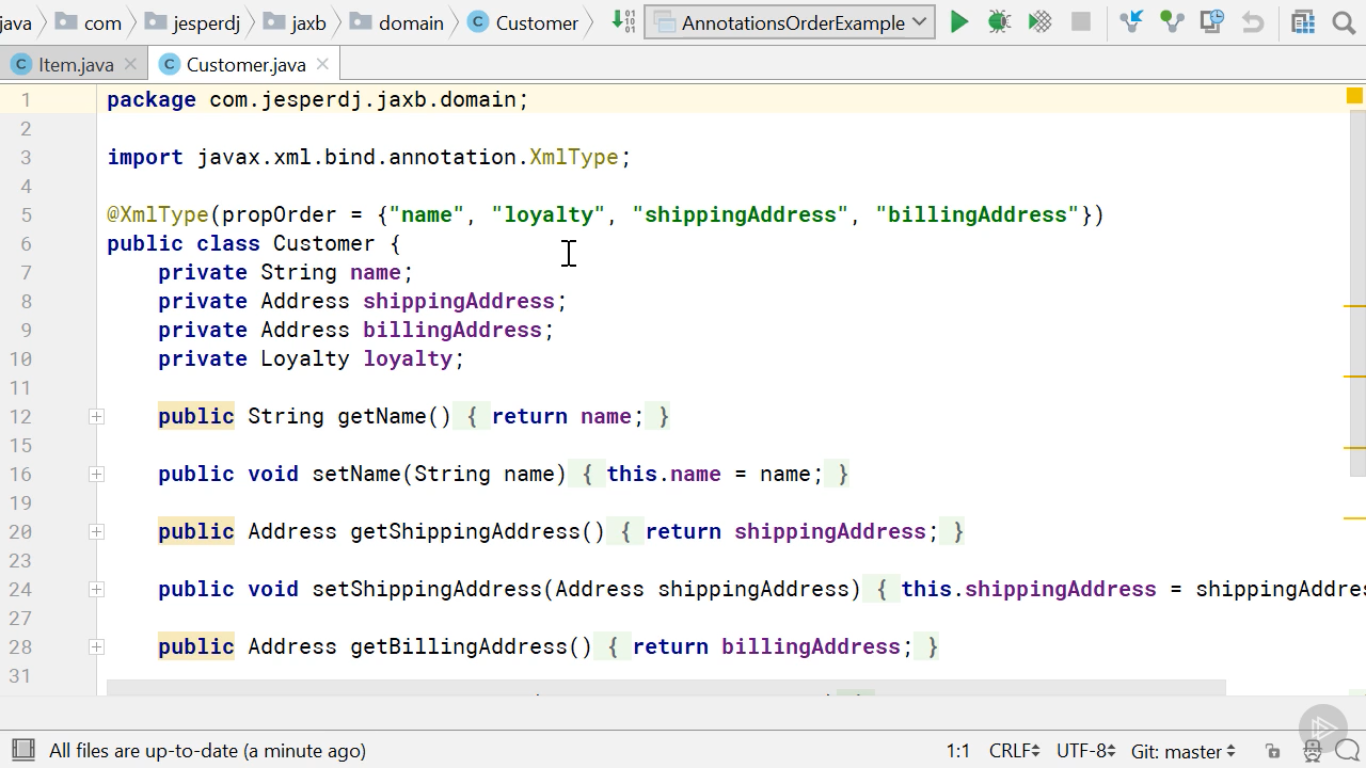 java com jesperdj jaxb domain C Customer AnnotationsOrderExample
C Item.java C Customer.java
1 package com.jesperdj.jaxb.domain;
2
3 import javax.xml.bind.annotation.XmlType;
4
5 @XmlType(propOrder = {"name", "loyalty", "shippingAddress", "billingAddress"})
6 public class Customer {
7 private String name;
8 private Address shippingAddress;
9 private Address billingAddress;
10 private Loyalty loyalty;
11
12 public String getName() { return name; }
15
16 public void setName(String name) { this.name = name; }
19
20 public Address getShippingAddress() { return shippingAddress; }
23
24 public void setShippingAddress(Address shippingAddress) { this.shippingAddress = shippingAddres
27
28 public Address getBillingAddress() { return billingAddress; }
31
All files are up-to-date (a minute ago) 1:1 CRLF UTF-8 Git: master